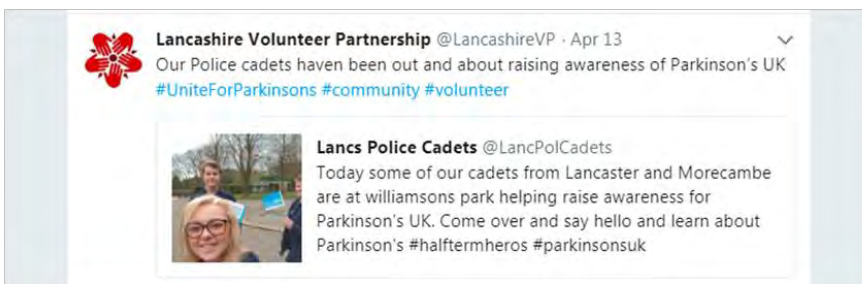 Lancashire Volunteer Partnership @LancashireVP · Apr 13
Our Police cadets haven been out and about raising awareness of Parkinson's UK
#UniteForParkinsons #community #volunteer
Lancs Police Cadets @LancPolCadets
Today some of our cadets from Lancaster and Morecambe
are at williamsons park helping raise awareness for
Parkinson's UK. Come over and say hello and learn about
Parkinson's #halftermheros #parkinsonsuk